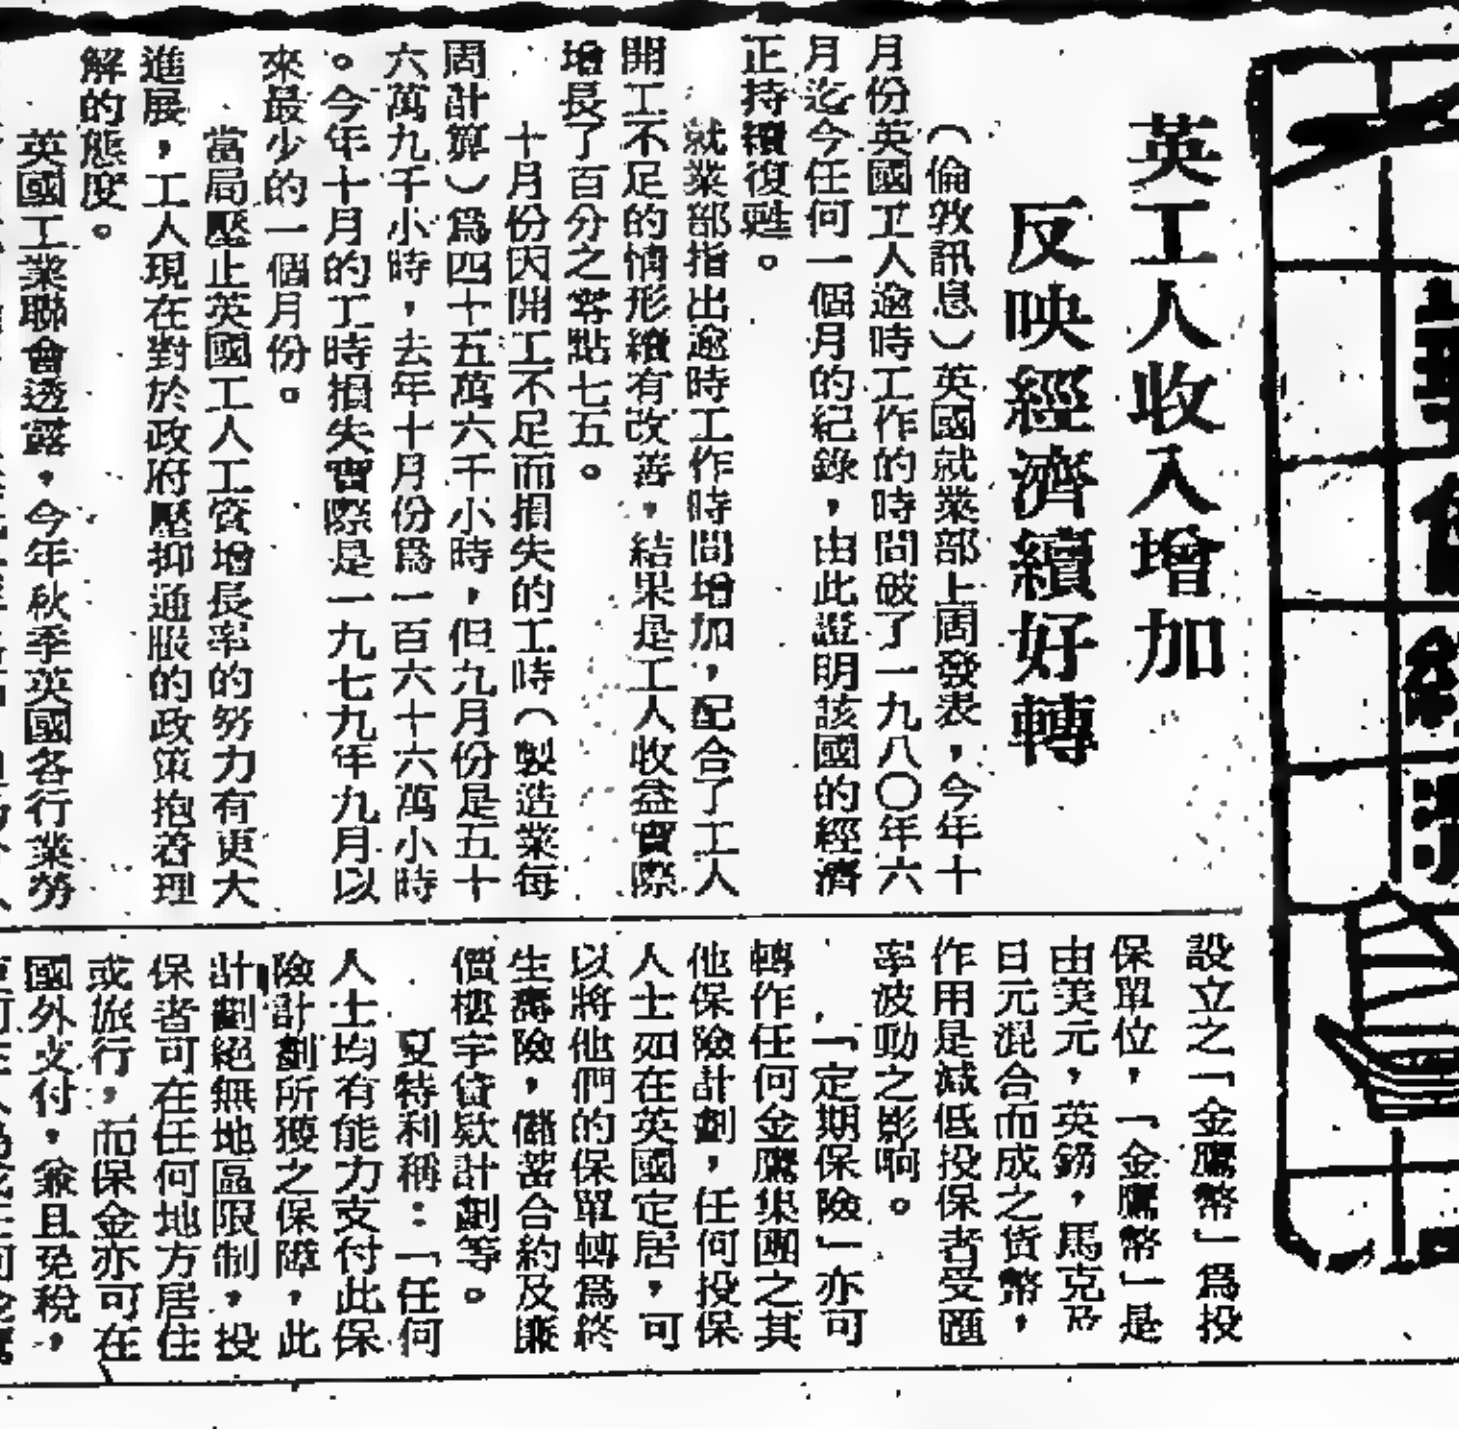 英工人收入增加
反映經濟續好轉
（倫敦訊息）英國就業部上周發表，今年十
月份英國工人逾時工作的時間破了一九八〇年六
月迄今任何一個月的紀錄，由此證明該國的經濟
正持續復甦。
就業部指出逾時工作時間增加，配合了工人
開工不足的情形續有改善，結果是工人收益實際
增長了百分之零點七五。
十月份因開工不足而損失的工時（製造業每
周計算）爲四十五萬六千小時，但九月份是五十
六萬九千小時，去年十月份爲一百六十六萬小時
。今年十月的工時損失實際是一九七九年九月以
來最少的一個月份。
當局壓止英國工人工資增長率的努力有更大
進展，工人現在對於政府壓抑通脹的政策抱着理
解的態度。
英國工業聯會透露，今年秋季英國各行業勞
設立之「金鷹幣」爲投
保單位，「金鷹幣」是
由美元，英鎊，馬克及
日元混合而成之貨幣，
作用是減低投保者受匯
率波動之影响。
「定期保險」亦可
轉作任何金鷹集團之其
他保險計劃，任何投保
人士如在英國定居，可
以將他們的保單轉爲終
生壽險，儲蓄合約及廉
價樓宇貸欵計劃等。
夏特利稱：「任何
人士均有能力支付此保
險計劃所獲之保障，此
計劃絕無地區限制，投
保者可在任何地方居住
或旅行，而保金亦可在
國外支付，兼且免稅，